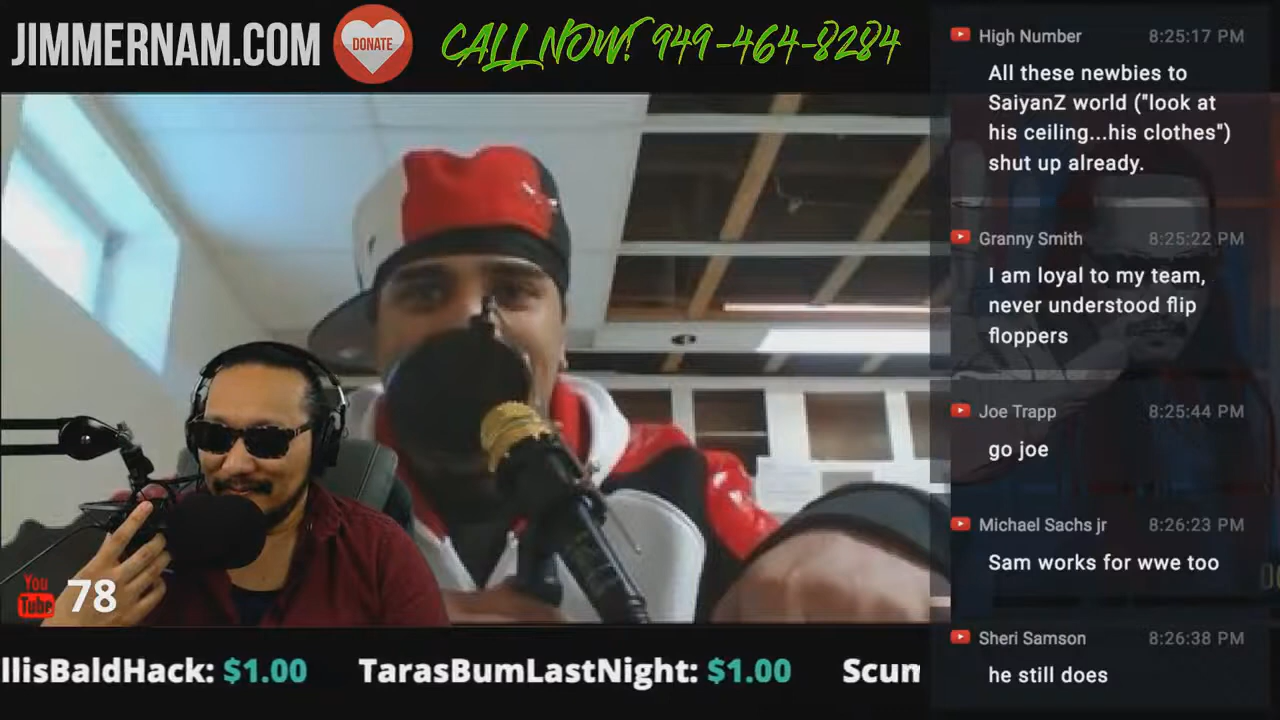 JIMMERNAM.COM
DONATE
CALL NOW! 949-464-8284
High Number 8:25:17 PM
All these newbies to
SaiyanZ world ("look at
his ceiling...his clothes")
shut up already.
Granny Smith 8:25:22 PM
I am loyal to my team,
never understood flip
floppers
Joe Trapp 8:25:44 PM
go joe
Michael Sachs jr 8:26:23 PM
Sam works for wwe too
Sheri Samson 8:26:38 PM
he still does
You
Tube 78
llisBaldHack: $1.00 TarasBumLastNight: $1.00 Scum